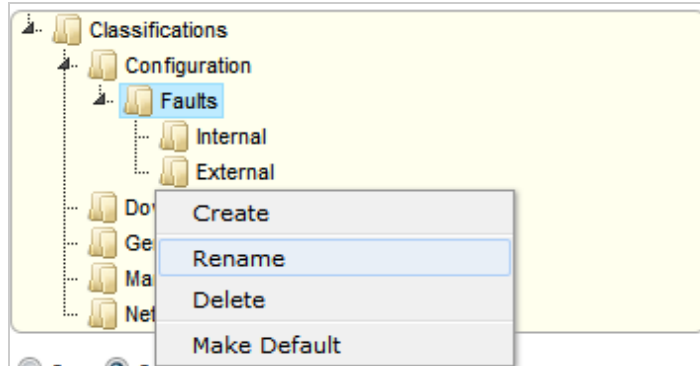 Classifications
Configuration
Faults
Internal
External
Create
Rename
Delete
Make Default